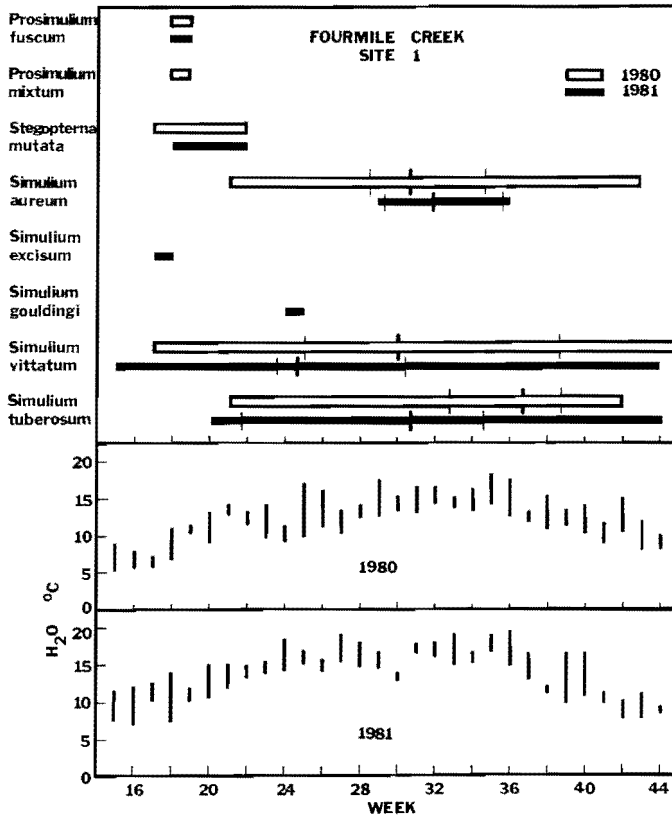 Prosimulium
fuscum
FOURMILE CREEK
SITE 1
Prosimulium
mixtum
1980
1981
Stegopterna
mutata
Simulium
aureum
Simulium
excisum
Simulium
gouldingi
Simulium
vittatum
Simulium
tuberosum
20
15
10
5
0
1980
°C
H2O
20
15
10
5
0
1981
16 20 24 28 32 36 40 44
WEEK